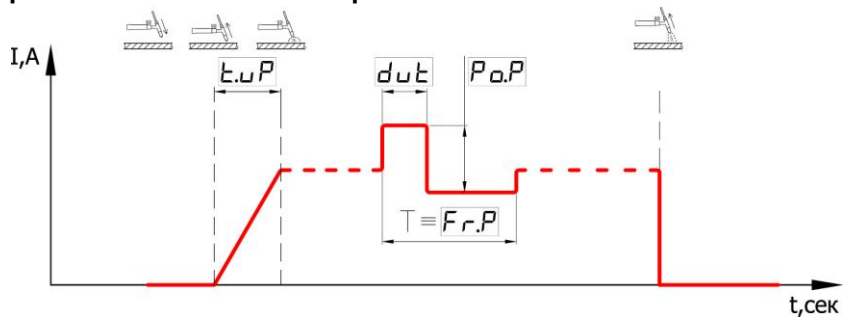 I,A
t.uP
dut
Po.P
T ≡ Fr.P
t,сек